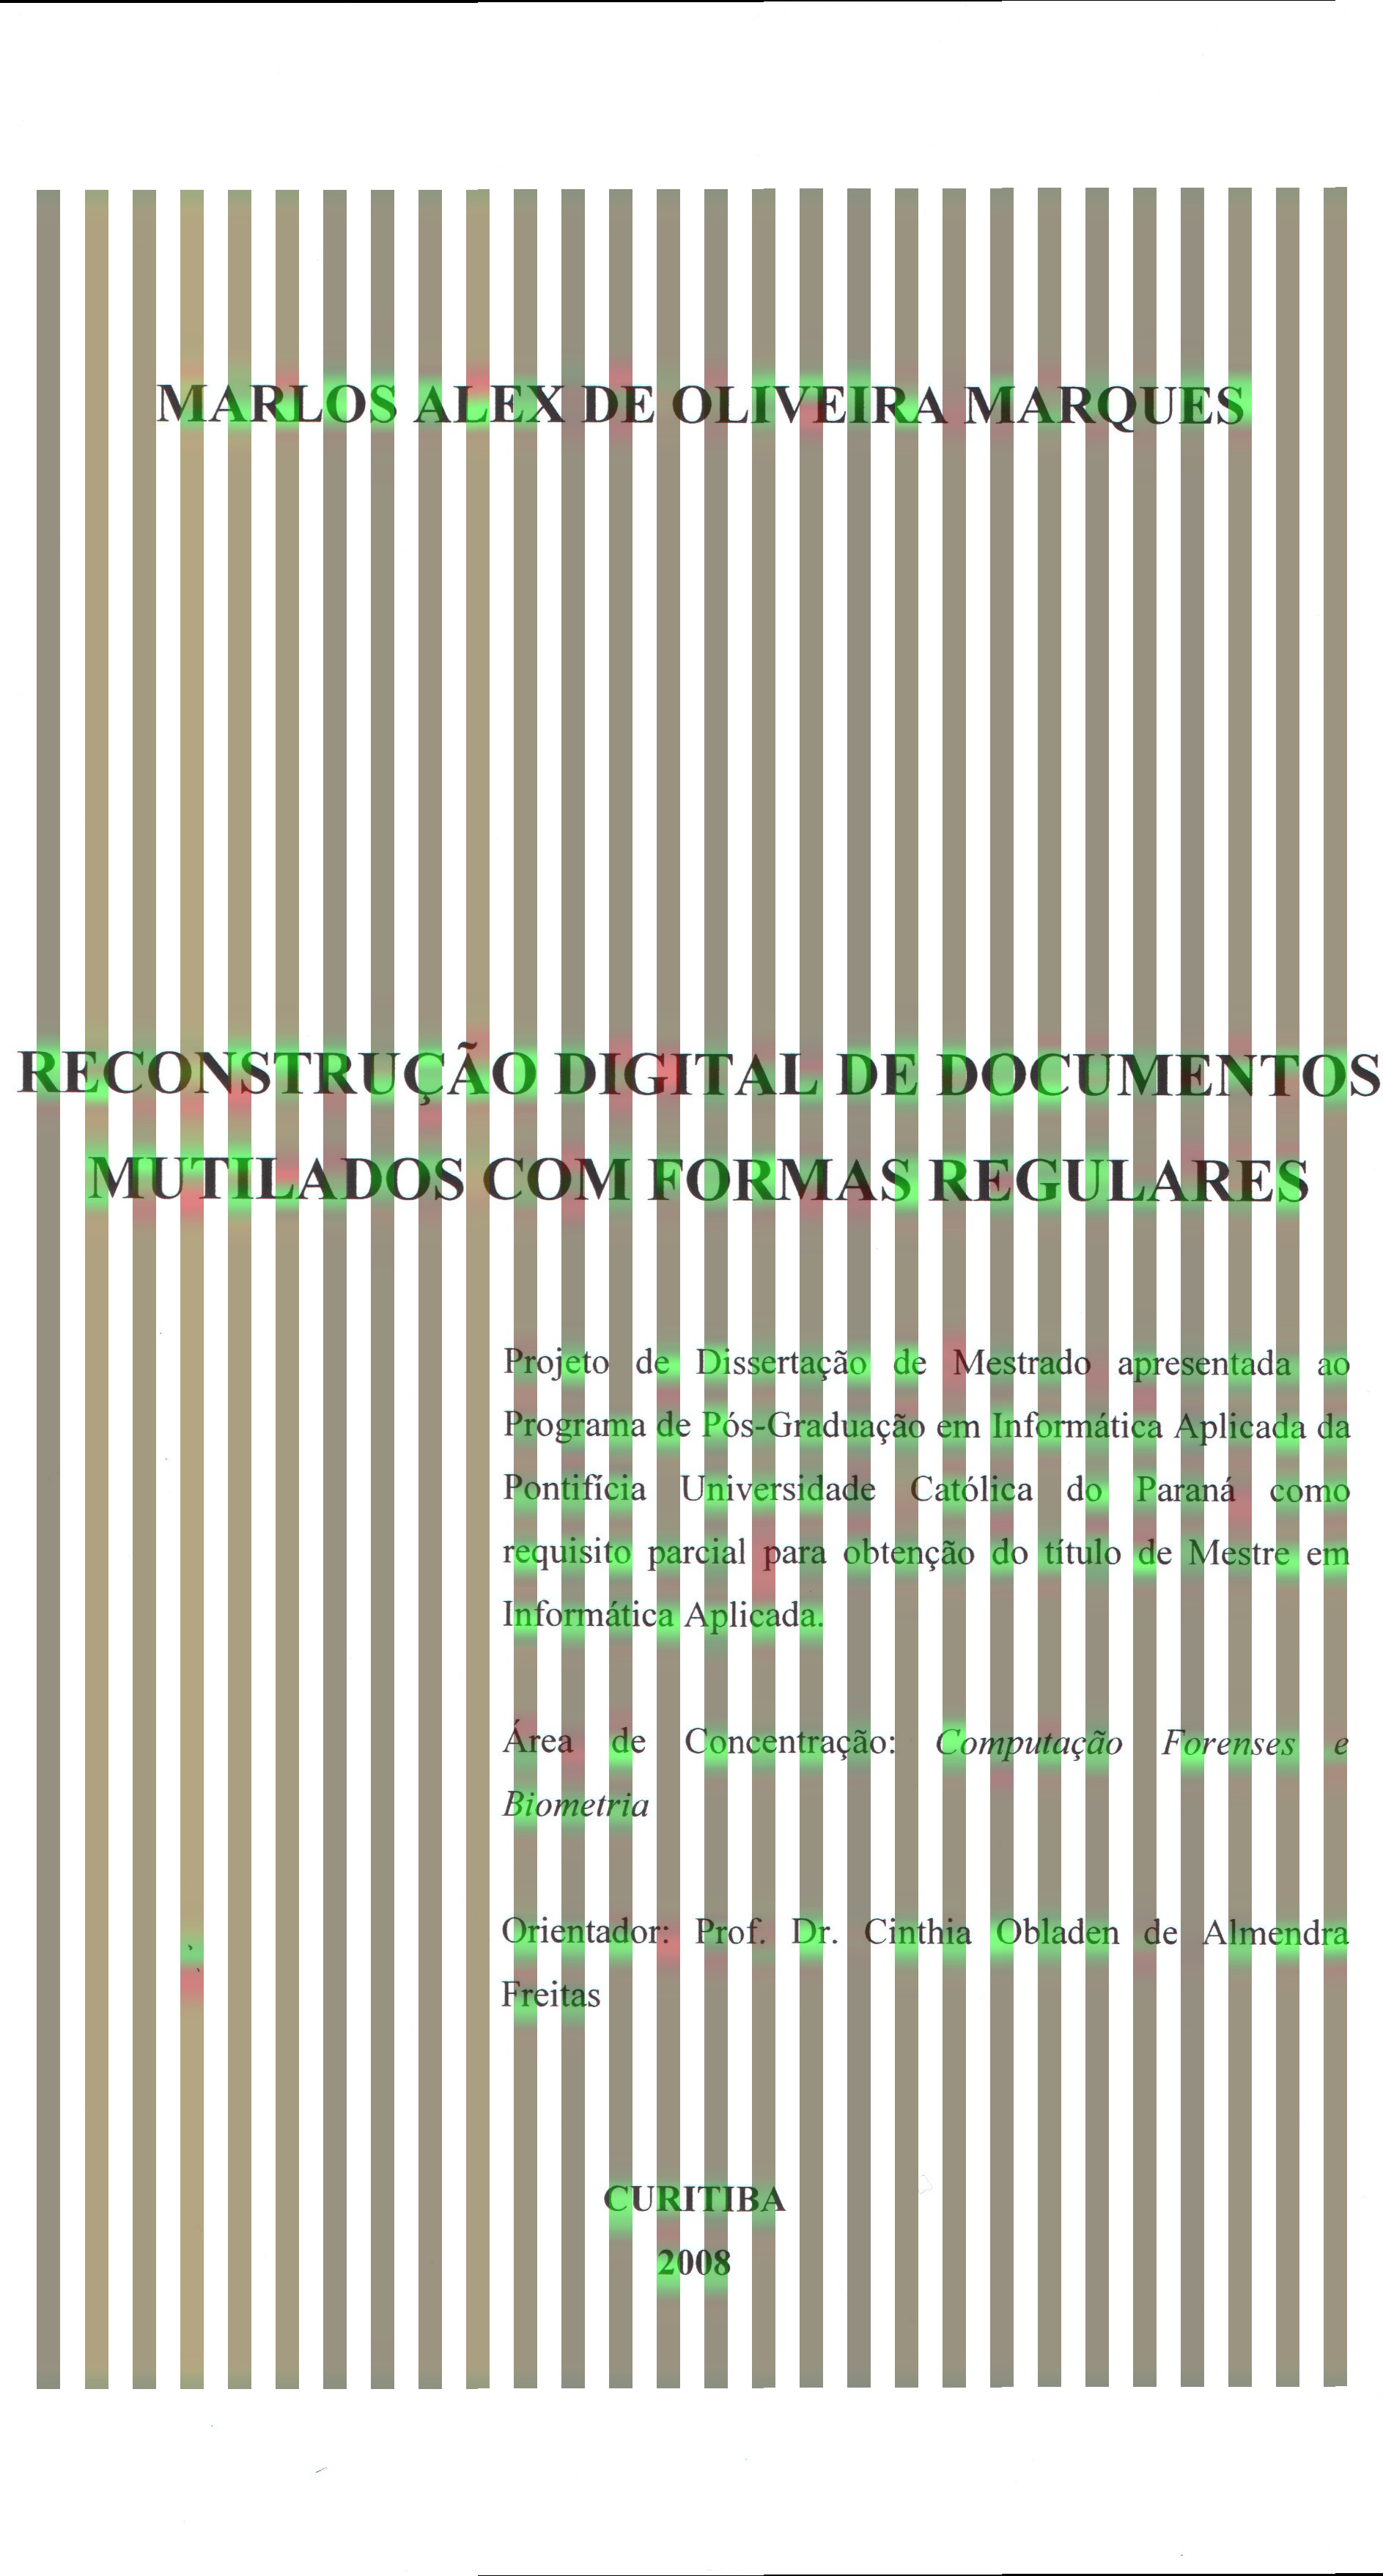 MARLOS ALEX DE OLIVEIRA MARQUES
RECONSTRUÇÃO DIGITAL DE DOCUMENTOS
MUTILADOS COM FORMAS REGULARES
Projeto de Dissertação de Mestrado apresentada ao
Programa de Pós-Graduação em Informática Aplicada da
Pontifícia Universidade Católica do Paraná como
requisito parcial para obtenção do título de Mestre em
Informática Aplicada.
Área de Concentração: Computação Forenses e
Biometria
Orientador: Prof. Dr. Cinthia Obladen de Almendra
Freitas
CURITIBA
2008